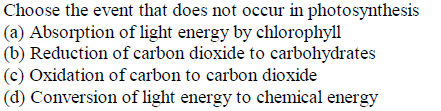 Choose the event that does not occur in photosynthesis
(a) Absorption of light energy by chlorophyll
(b) Reduction of carbon dioxide to carbohydrates
(c) Oxidation of carbon to carbon dioxide
(d) Conversion of light energy to chemical energy